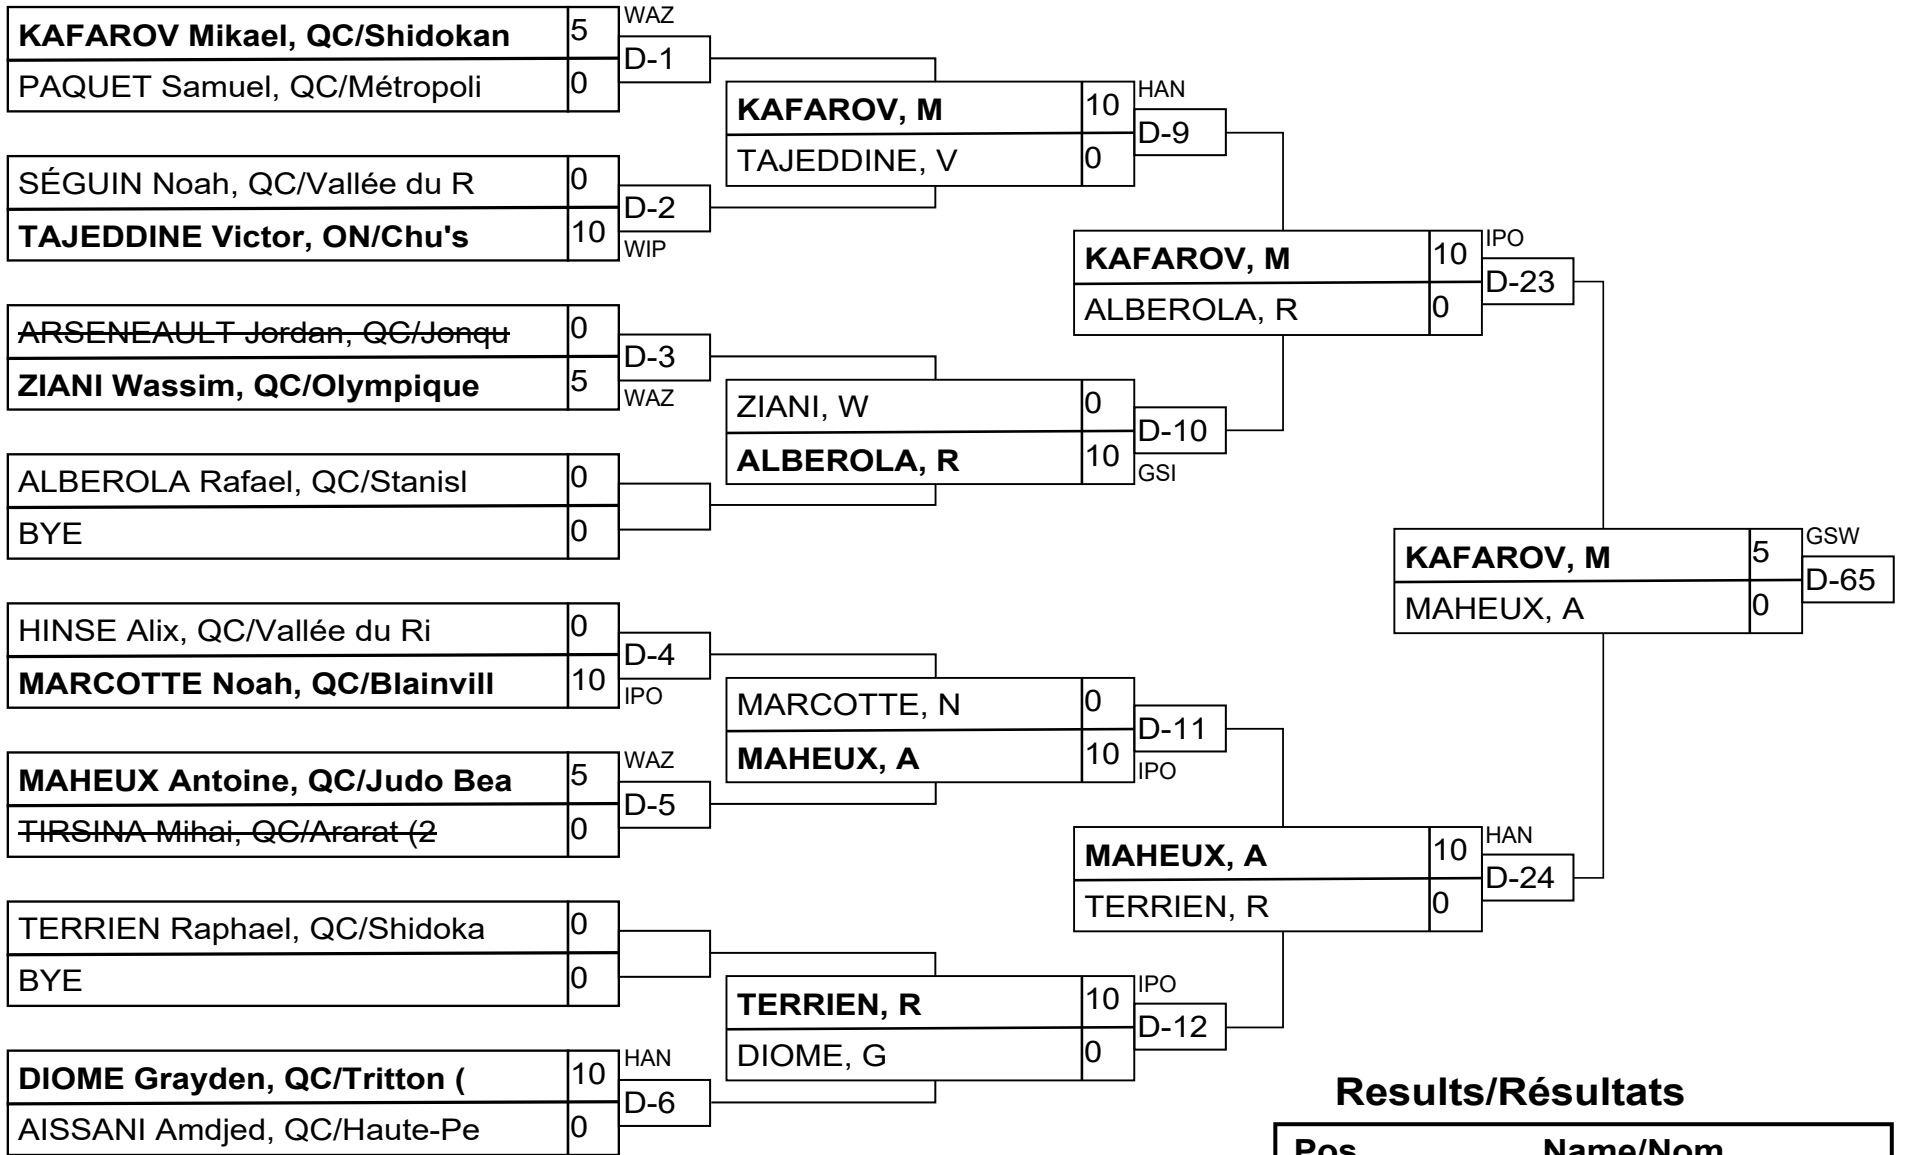 KAFAROV Mikael, QC/Shidokan 5 WAZ
D-1
PAQUET Samuel, QC/Métropoli 0
SÉGUIN Noah, QC/Vallée du R 0
D-2
TAJEDDINE Victor, ON/Chu's 10 WIP
ARSENEAULT Jordan, QC/Jonqu 0
D-3
ZIANI Wassim, QC/Olympique 5 WAZ
ALBEROLA Rafael, QC/Stanisl 0
BYE 0
HINSE Alix, QC/Vallée du Ri 0
D-4
MARCOTTE Noah, QC/Blainvill 10 IPO
MAHEUX Antoine, QC/Judo Bea 5 WAZ
D-5
TIRSINA Mihai, QC/Ararat (2 0
TERRIEN Raphael, QC/Shidoka 0
BYE 0
DIOME Grayden, QC/Tritton ( 10 HAN
D-6
AISSANI Amdjed, QC/Haute-Pe 0
KAFAROV, M 10 HAN
D-9
TAJEDDINE, V 0
ZIANI, W 0
D-10
ALBEROLA, R 10 GSI
MARCOTTE, N 0
D-11
MAHEUX, A 10 IPO
TERRIEN, R 10 IPO
D-12
DIOME, G 0
KAFAROV, M 10 IPO
D-23
ALBEROLA, R 0
MAHEUX, A 10 HAN
D-24
TERRIEN, R 0
KAFAROV, M 5 GSW
D-65
MAHEUX, A 0
Results/Résultats
Pos Name/Nom